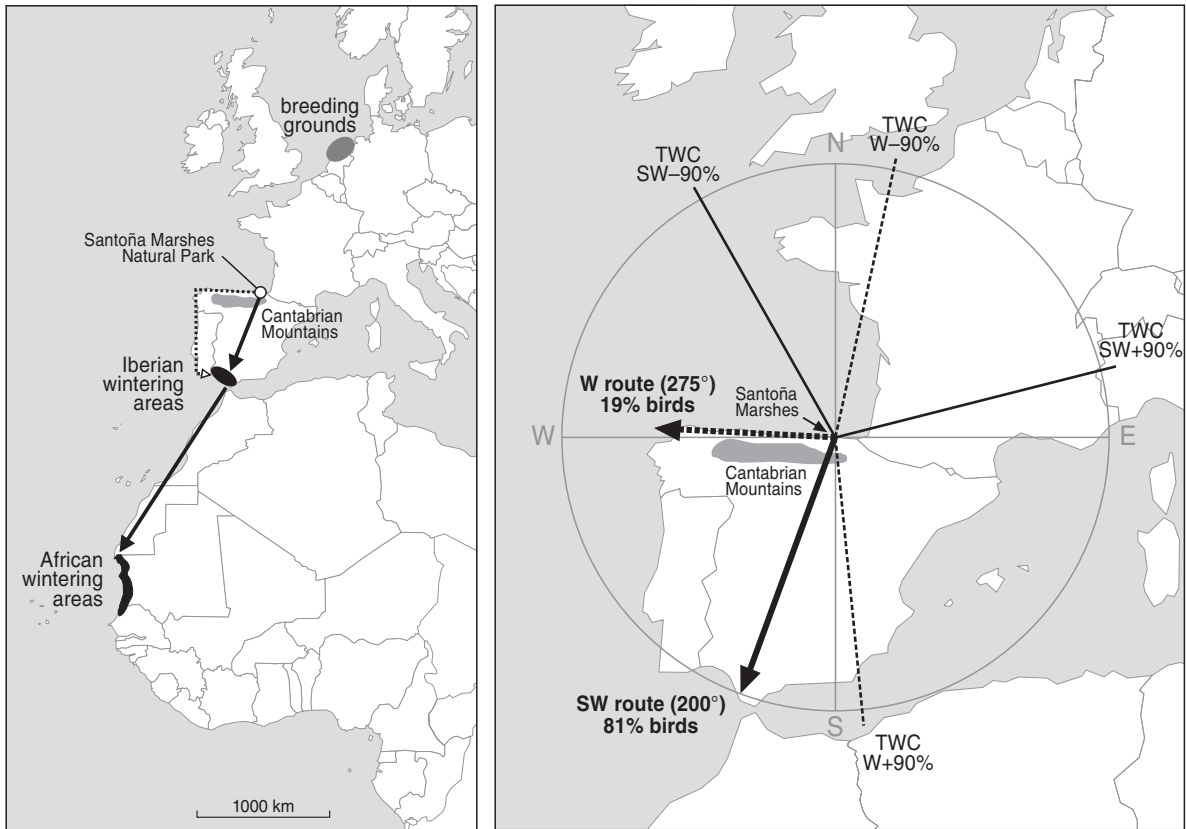 breeding
grounds
Santoña Marshes
Natural Park
Cantabrian
Mountains
Iberian
wintering
areas
African
wintering
areas
1000 km
N
TWC
W–90%
TWC
SW–90%
TWC
SW+90%
W route (275°)
19% birds
Santoña
Marshes
W
E
Cantabrian
Mountains
SW route (200°)
81% birds
S
TWC
W+90%